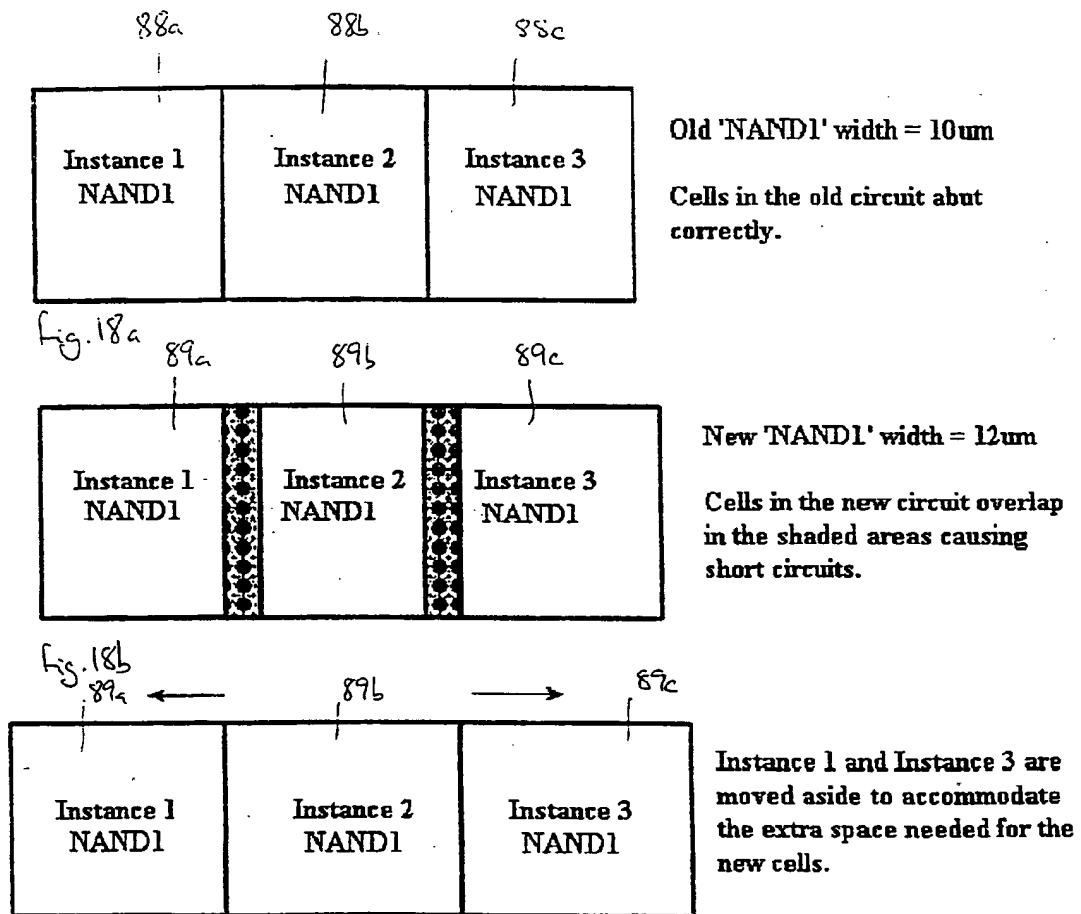 88a 88b 88c
Instance 1
NAND1
Instance 2
NAND1
Instance 3
NAND1
Old 'NAND1' width = 10um
Cells in the old circuit abut
correctly.
Fig. 18a
89a 89b 89c
Instance 1
NAND1
Instance 2
NAND1
Instance 3
NAND1
New 'NAND1' width = 12um
Cells in the new circuit overlap
in the shaded areas causing
short circuits.
Fig. 18b
89a 89b 89c
Instance 1
NAND1
Instance 2
NAND1
Instance 3
NAND1
Instance 1 and Instance 3 are
moved aside to accommodate
the extra space needed for the
new cells.